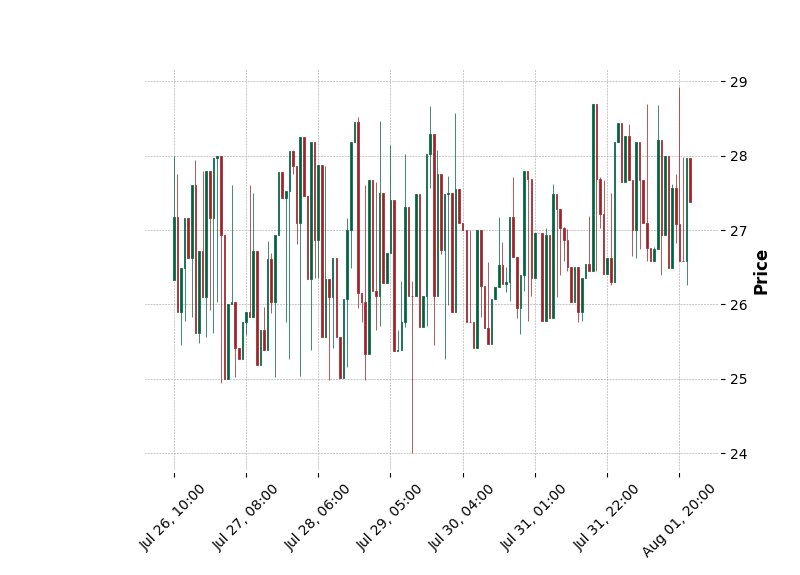 29
28
27
26
25
24
Price
Jul 26, 10:00
Jul 27, 08:00
Jul 28, 06:00
Jul 29, 05:00
Jul 30, 04:00
Jul 31, 01:00
Jul 31, 22:00
Aug 01, 20:00